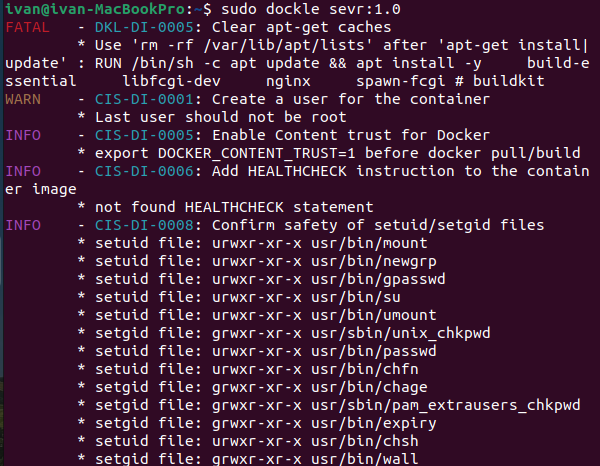 ivan@ivan-MacBookPro:~$ sudo dockle sevr:1.0
FATAL   - DKL-DI-0005: Clear apt-get caches
        * Use 'rm -rf /var/lib/apt/lists' after 'apt-get install|
update' : RUN /bin/sh -c apt update && apt install -y     build-e
ssential     libfcgi-dev     nginx     spawn-fcgi # buildkit
WARN    - CIS-DI-0001: Create a user for the container
        * Last user should not be root
INFO    - CIS-DI-0005: Enable Content trust for Docker
        * export DOCKER_CONTENT_TRUST=1 before docker pull/build
INFO    - CIS-DI-0006: Add HEALTHCHECK instruction to the contain
er image
        * not found HEALTHCHECK statement
INFO    - CIS-DI-0008: Confirm safety of setuid/setgid files
        * setuid file: urwxr-xr-x usr/bin/mount
        * setuid file: urwxr-xr-x usr/bin/newgrp
        * setuid file: urwxr-xr-x usr/bin/gpasswd
        * setuid file: urwxr-xr-x usr/bin/su
        * setuid file: urwxr-xr-x usr/bin/umount
        * setgid file: grwxr-xr-x usr/sbin/unix_chkpwd
        * setuid file: urwxr-xr-x usr/bin/passwd
        * setuid file: urwxr-xr-x usr/bin/chfn
        * setgid file: grwxr-xr-x usr/bin/chage
        * setgid file: grwxr-xr-x usr/sbin/pam_extrausers_chkpwd
        * setgid file: grwxr-xr-x usr/bin/expiry
        * setuid file: urwxr-xr-x usr/bin/chsh
        * setgid file: grwxr-xr-x usr/bin/wall